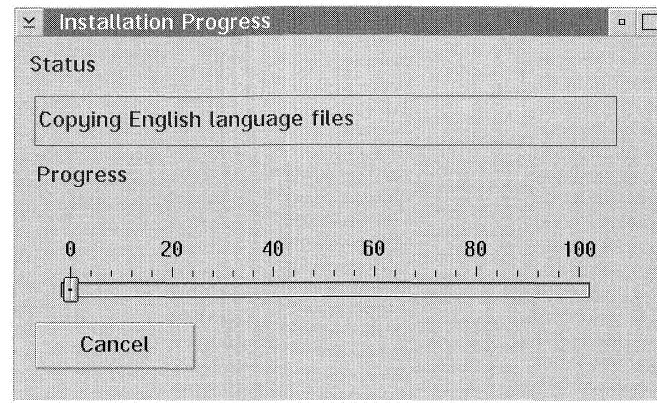 Installation Progress
Status
Copying English language files
Progress
0 20 40 60 80 100
Cancel